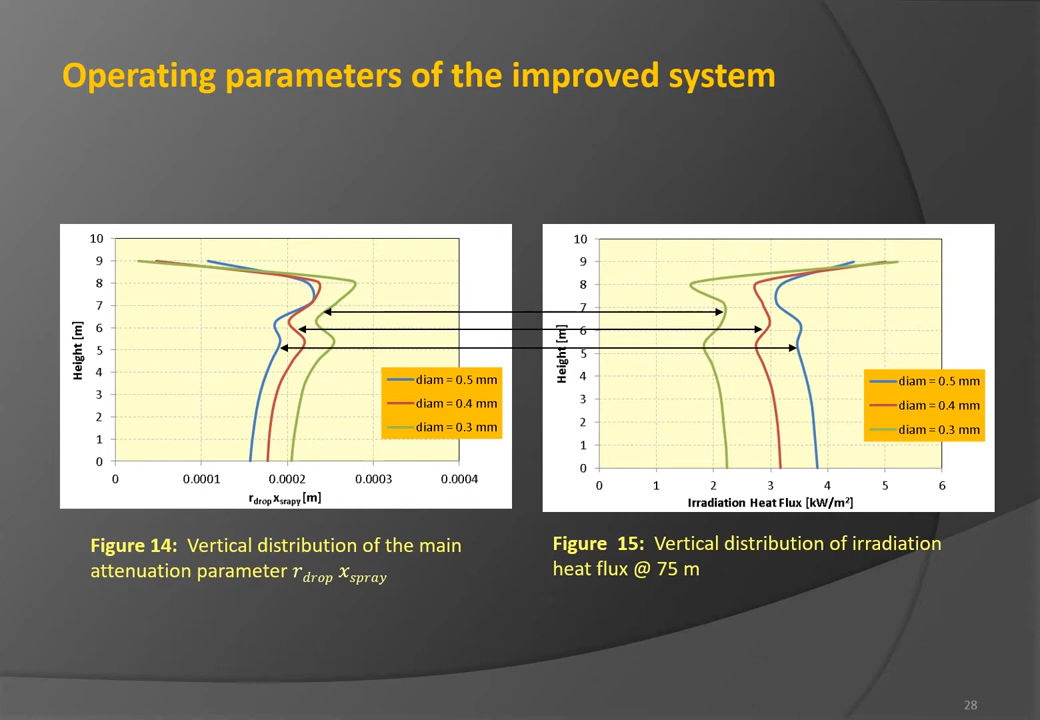 Operating parameters of the improved system
10
9
8
7
6
5
4
3
2
1
0
Height [m]
0 0.0001 0.0002 0.0003 0.0004
r_drop x_srapy [m]
diam = 0.5 mm
diam = 0.4 mm
diam = 0.3 mm
10
9
8
7
6
5
4
3
2
1
0
Height [m]
0 1 2 3 4 5 6
Irradiation Heat Flux [kW/m²]
diam = 0.5 mm
diam = 0.4 mm
diam = 0.3 mm
Figure 14: Vertical distribution of the main
attenuation parameter r_drop x_spray
Figure 15: Vertical distribution of irradiation
heat flux @ 75 m
28